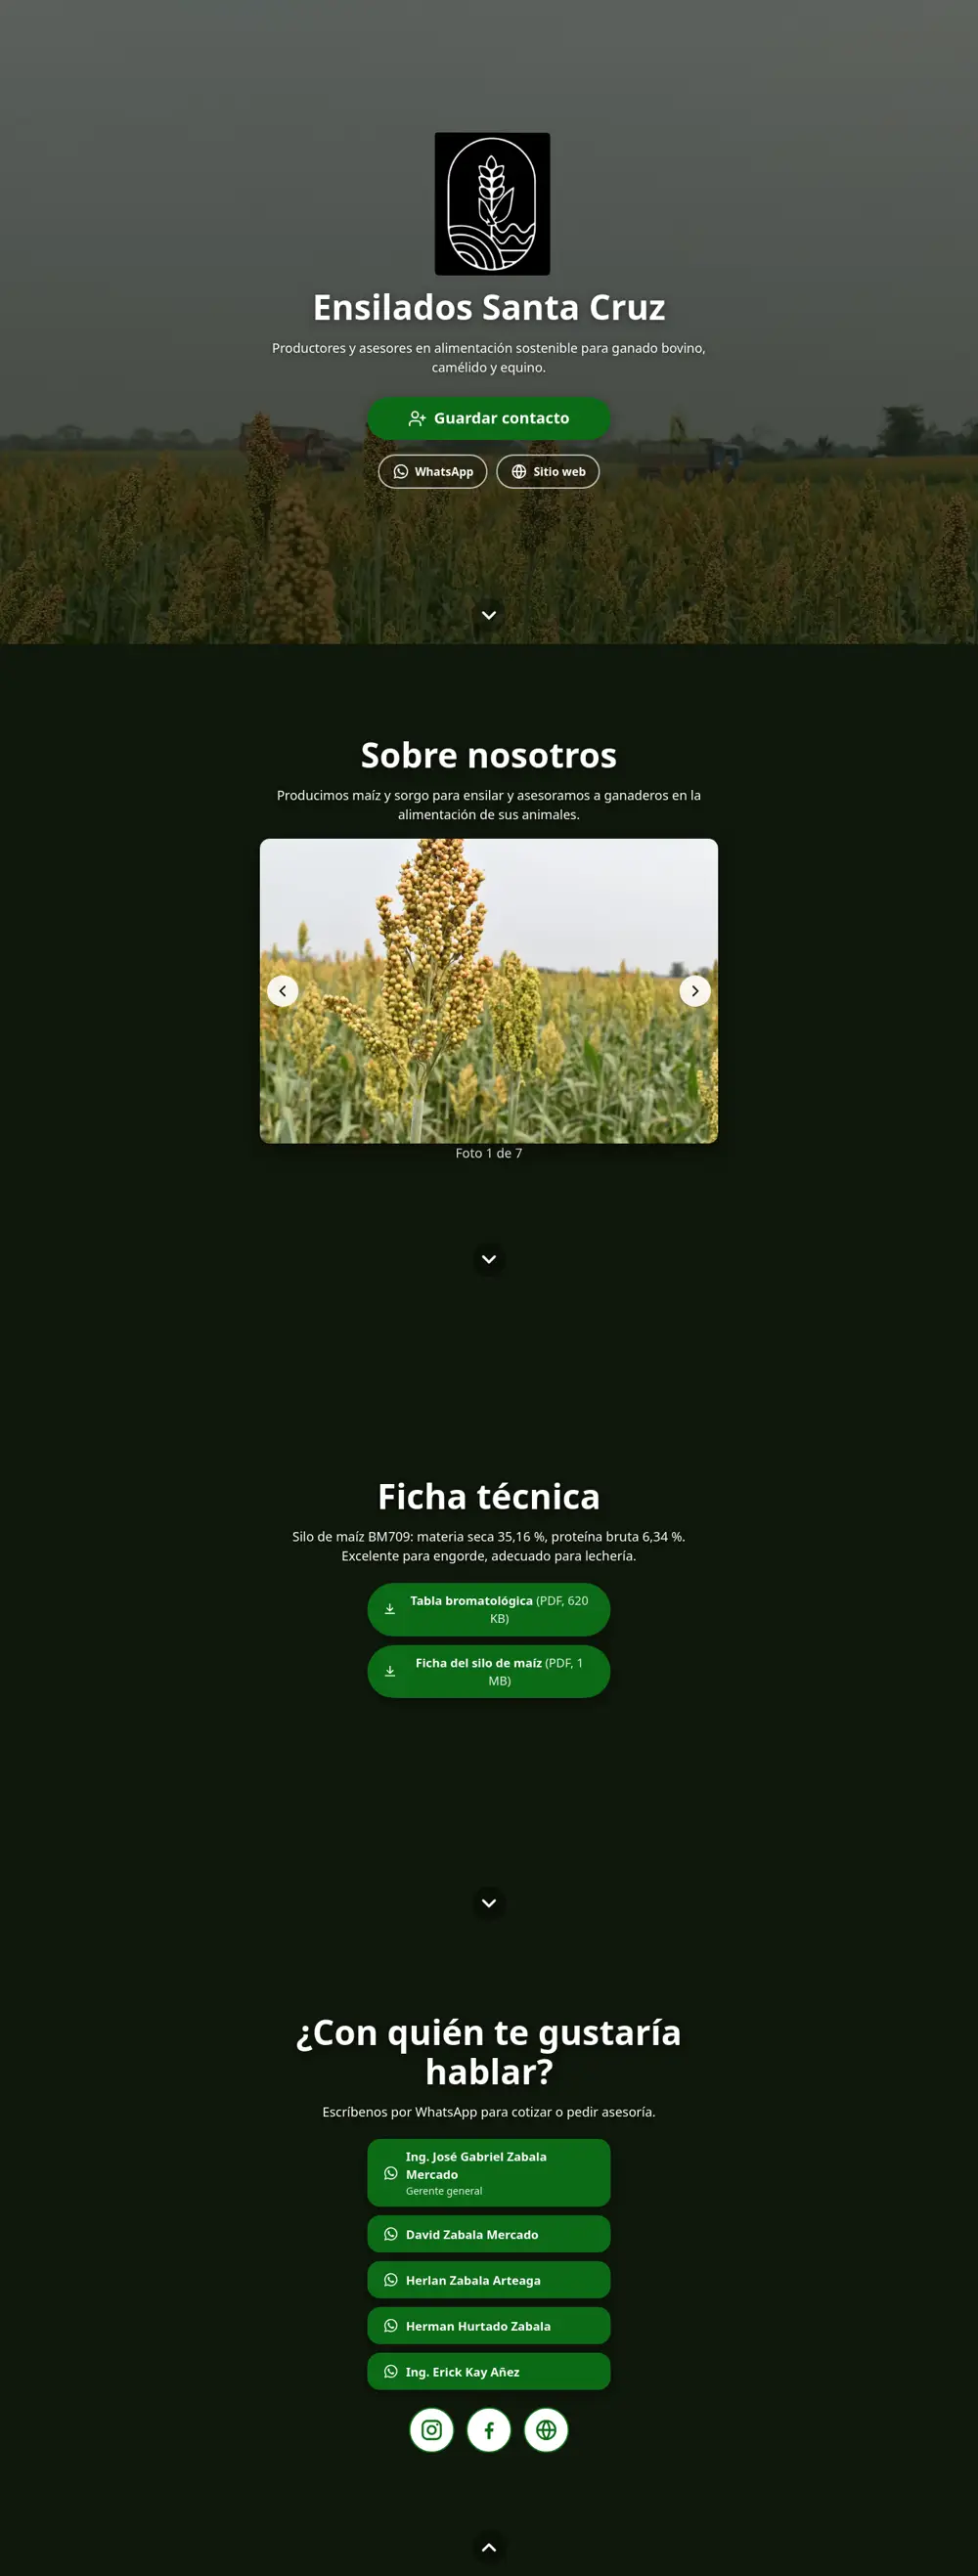 Ensilados Santa Cruz
Productores y asesores en alimentación sostenible para ganado bovino,
camélido y equino.
Guardar contacto
WhatsApp
Sitio web
Sobre nosotros
Producimos maíz y sorgo para ensilar y asesoramos a ganaderos en la
alimentación de sus animales.
Foto 1 de 7
Ficha técnica
Silo de maíz BM709: materia seca 35,16 %, proteína bruta 6,34 %.
Excelente para engorde, adecuado para lechería.
Tabla bromatológica (PDF, 620
KB)
Ficha del silo de maíz (PDF, 1
MB)
¿Con quién te gustaría
hablar?
Escríbenos por WhatsApp para cotizar o pedir asesoría.
Ing. José Gabriel Zabala
Mercado
Gerente general
David Zabala Mercado
Herlan Zabala Arteaga
Herman Hurtado Zabala
Ing. Erick Kay Añez